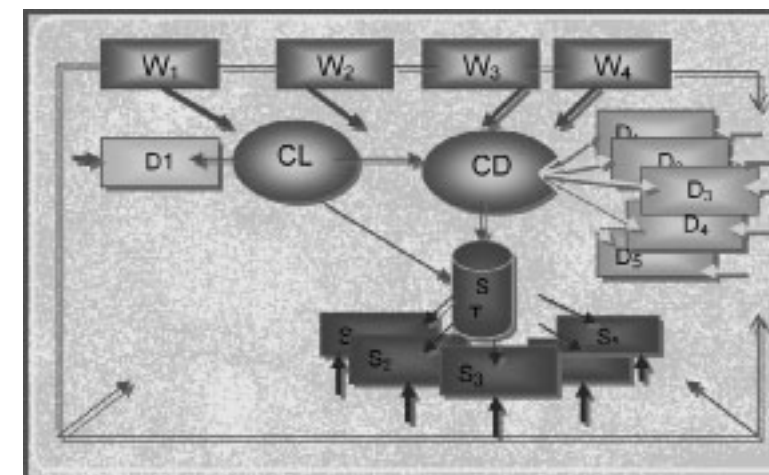 W₁ W₂ W₃ W₄
D1 CL CD
D₃
D₄
D₅
S
T
S₂ S₃